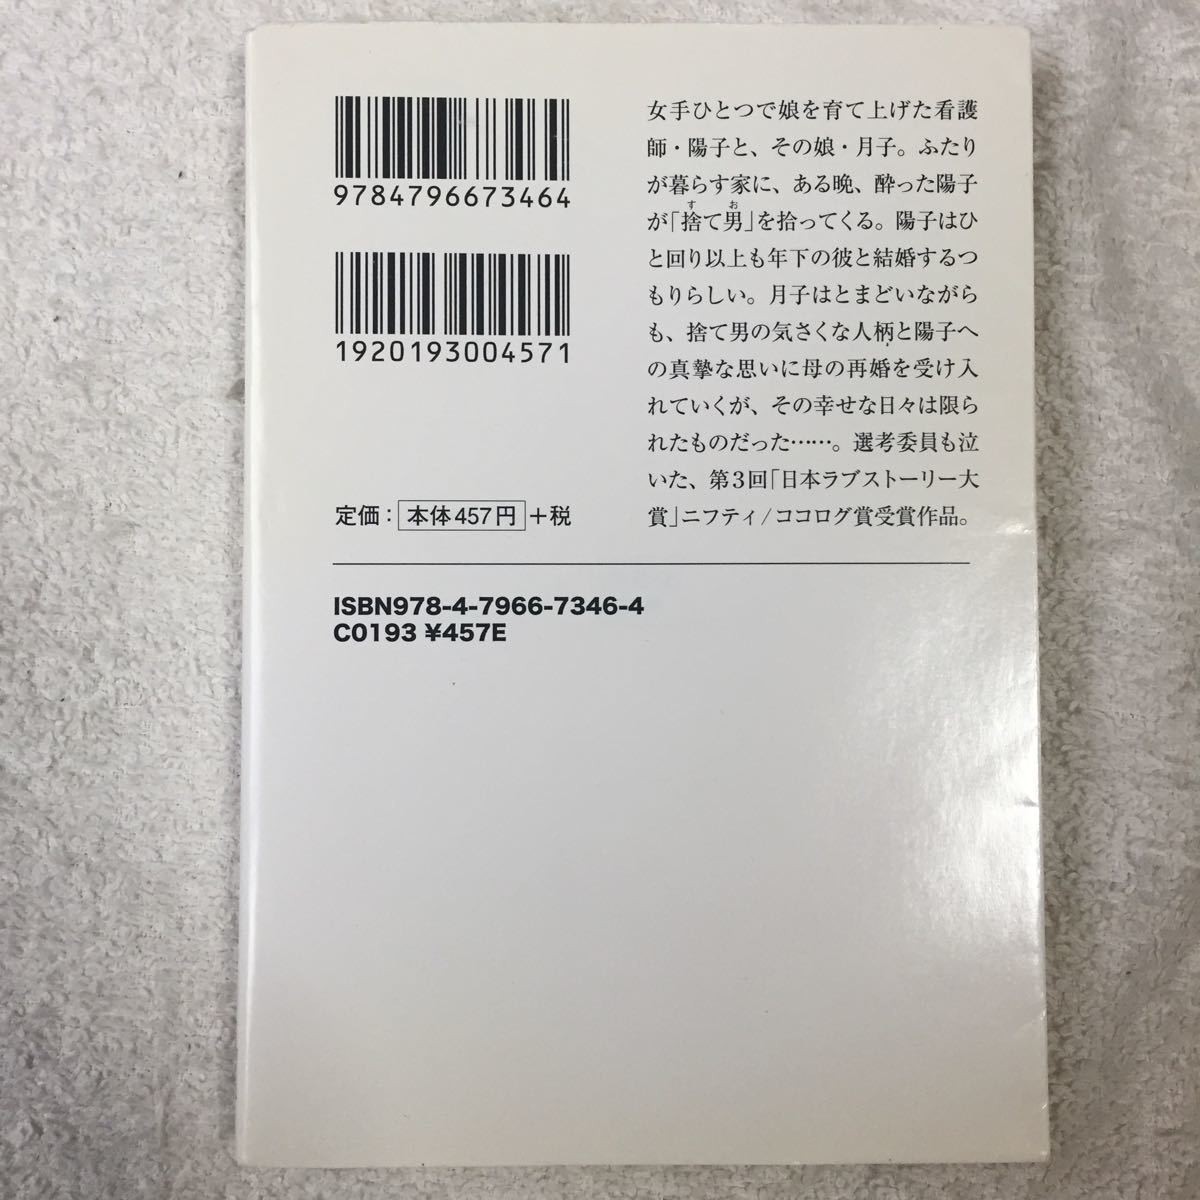 9784796673464
1920193004571
定価：本体457円＋税
女手ひとつで娘を育て上げた看護
師・陽子と、その娘・月子。ふたり
が暮らす家に、ある晩、酔った陽子
すお
が「捨て男」を拾ってくる。陽子はひ
と回り以上も年下の彼と結婚するつ
もりらしい。月子はとまどいながら
も、捨て男の気さくな人柄と陽子へ
の真摯な思いに母の再婚を受け入
れていくが、その幸せな日々は限ら
れたものだった……。選考委員も泣
いた、第3回「日本ラブストーリー大
賞」ニフティ/ココログ賞受賞作品。
ISBN978-4-7966-7346-4
C0193 ¥457E